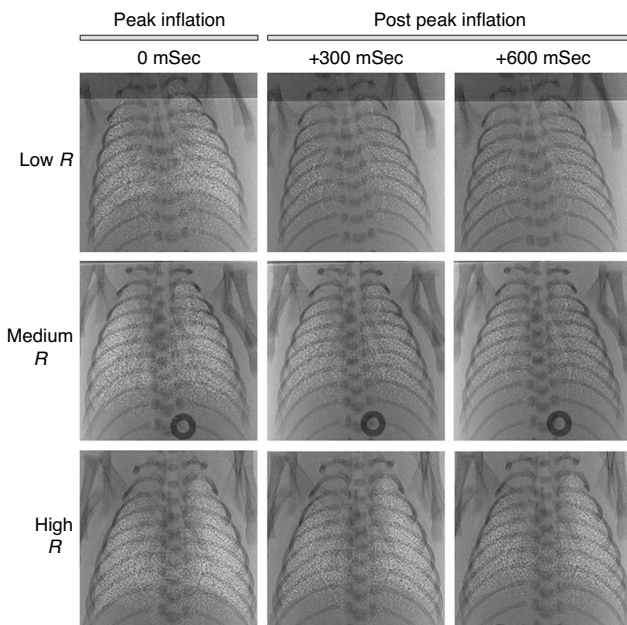 Peak inflation
Post peak inflation
0 mSec
+300 mSec
+600 mSec
Low R
Medium
R
High
R